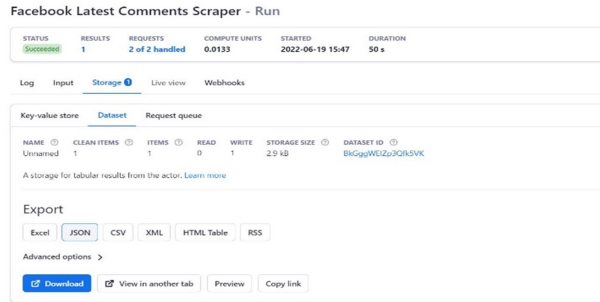 Facebook Latest Comments Scraper - Run
STATUS RESULTS REQUESTS COMPUTE UNITS STARTED DURATION
Succeeded 1 2 of 2 handled 0.0133 2022-06-19 15:47 50 s
Log Input Storage 1 Live view Webhooks
Key-value store Dataset Request queue
NAME CLEAN ITEMS ITEMS READ WRITE STORAGE SIZE DATASET ID
Unnamed 1 1 0 1 2.9 kB
A storage for tabular results from the actor. Learn more
Export
Excel JSON CSV XML HTML Table RSS
Advanced options
Download View in another tab Preview Copy link